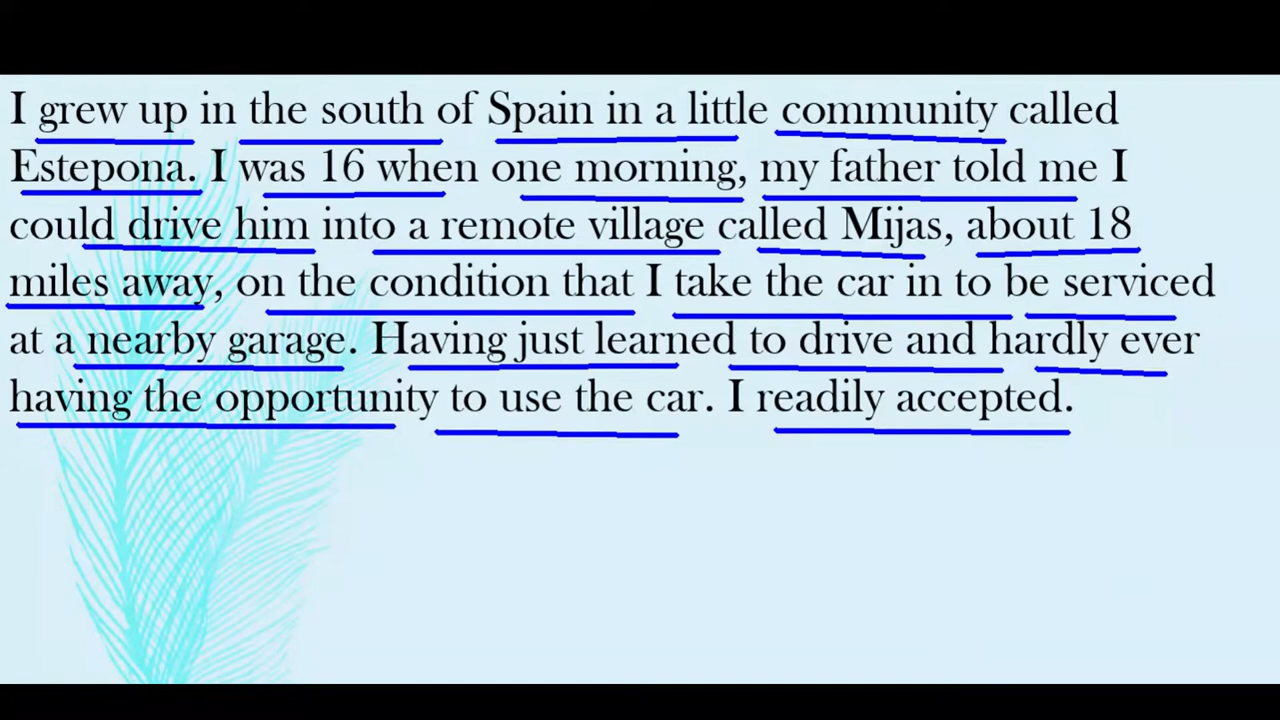 I grew up in the south of Spain in a little community called
Estepona. I was 16 when one morning, my father told me I
could drive him into a remote village called Mijas, about 18
miles away, on the condition that I take the car in to be serviced
at a nearby garage. Having just learned to drive and hardly ever
having the opportunity to use the car. I readily accepted.